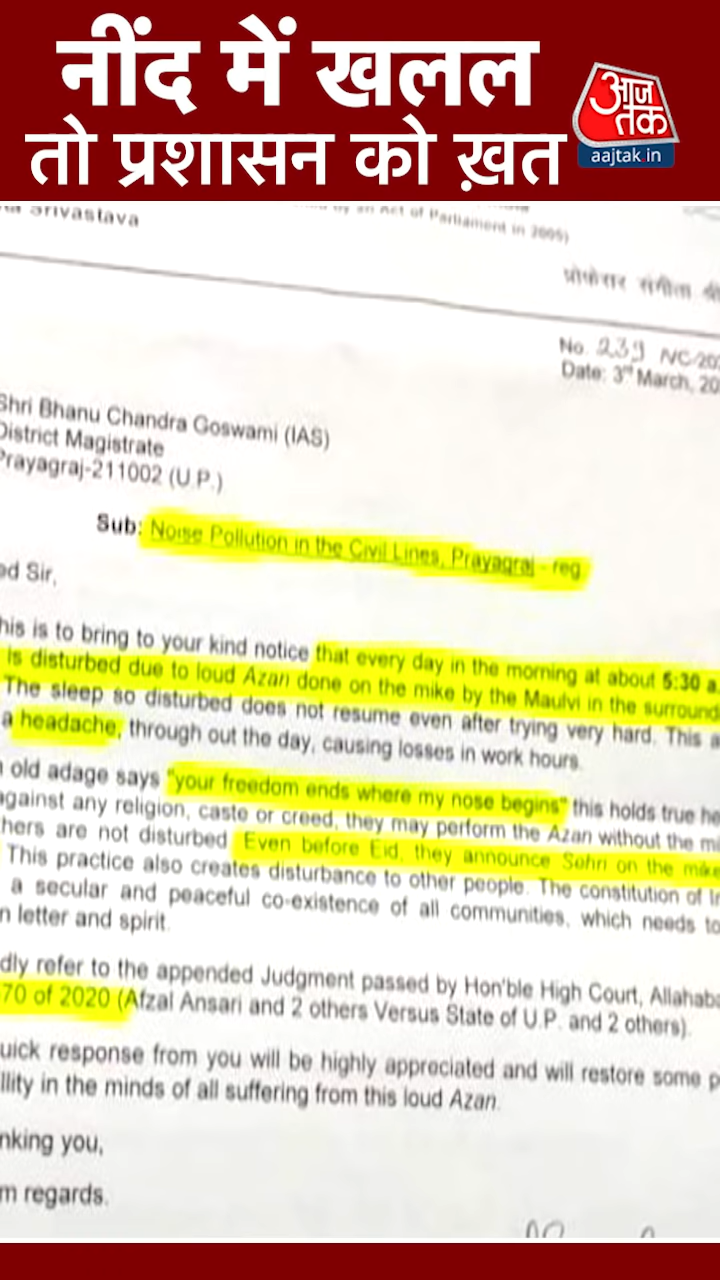 नींद में खलल
तो प्रशासन को ख़त
आज
तक
aajtak.in
Srivastava
by an Act of Parliament in 2005)
प्रोफेसर संगीता
No. 239 /VC/20
Date: 3rd March, 20
Shri Bhanu Chandra Goswami (IAS)
District Magistrate
Prayagraj-211002 (U.P.)
Sub: Noise Pollution in the Civil Lines, Prayagraj - reg
ed Sir,
his is to bring to your kind notice that every day in the morning at about 5:30 a.
is disturbed due to loud Azan done on the mike by the Maulvi in the surround
The sleep so disturbed does not resume even after trying very hard. This a
a headache, through out the day, causing losses in work hours.
old adage says "your freedom ends where my nose begins" this holds true he
against any religion, caste or creed, they may perform the Azan without the mi
hers are not disturbed. Even before Eid, they announce Sehri on the mike
This practice also creates disturbance to other people. The constitution of In
a secular and peaceful co-existence of all communities, which needs to
n letter and spirit.
dly refer to the appended Judgment passed by Hon'ble High Court, Allahaba
70 of 2020 (Afzal Ansari and 2 others Versus State of U.P. and 2 others).
uick response from you will be highly appreciated and will restore some p
llity in the minds of all suffering from this loud Azan.
nking you,
m regards.